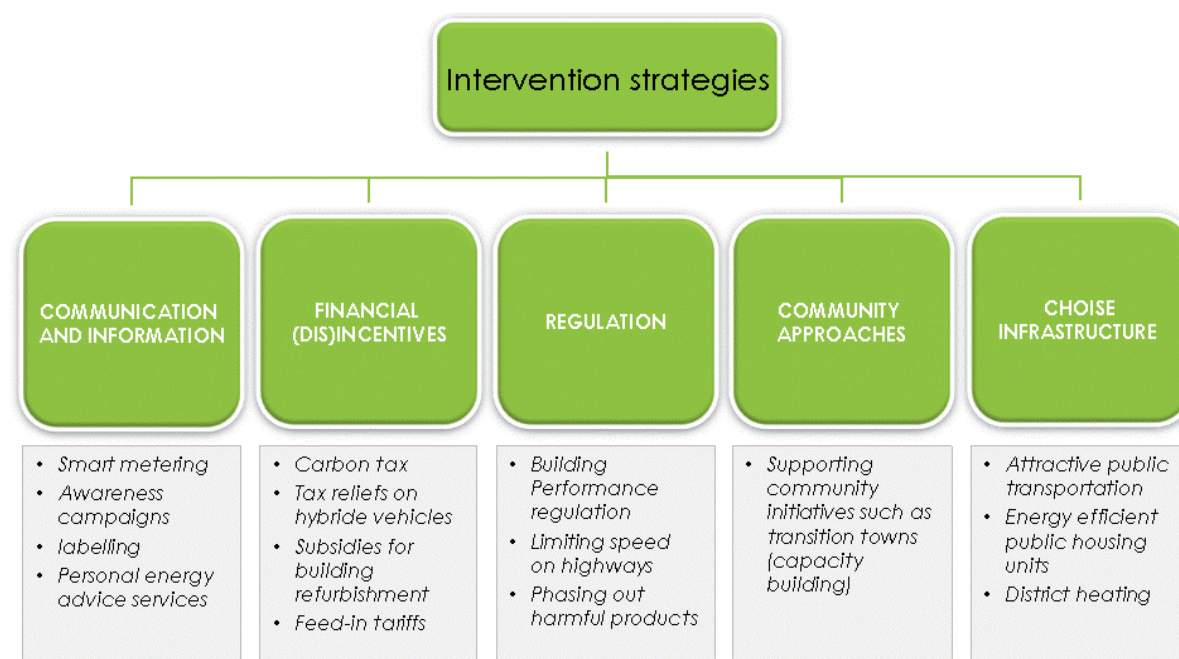 Intervention strategies
COMMUNICATION
AND INFORMATION
FINANCIAL
(DIS)INCENTIVES
REGULATION
COMMUNITY
APPROACHES
CHOISE
INFRASTRUCTURE
• Smart metering
• Awareness
campaigns
• labelling
• Personal energy
advice services
• Carbon tax
• Tax reliefs on
hybride vehicles
• Subsidies for
building
refurbishment
• Feed-in tariffs
• Building
Performance
regulation
• Limiting speed
on highways
• Phasing out
harmful products
• Supporting
community
initiatives such as
transition towns
(capacity
building)
• Attractive public
transportation
• Energy efficient
public housing
units
• District heating